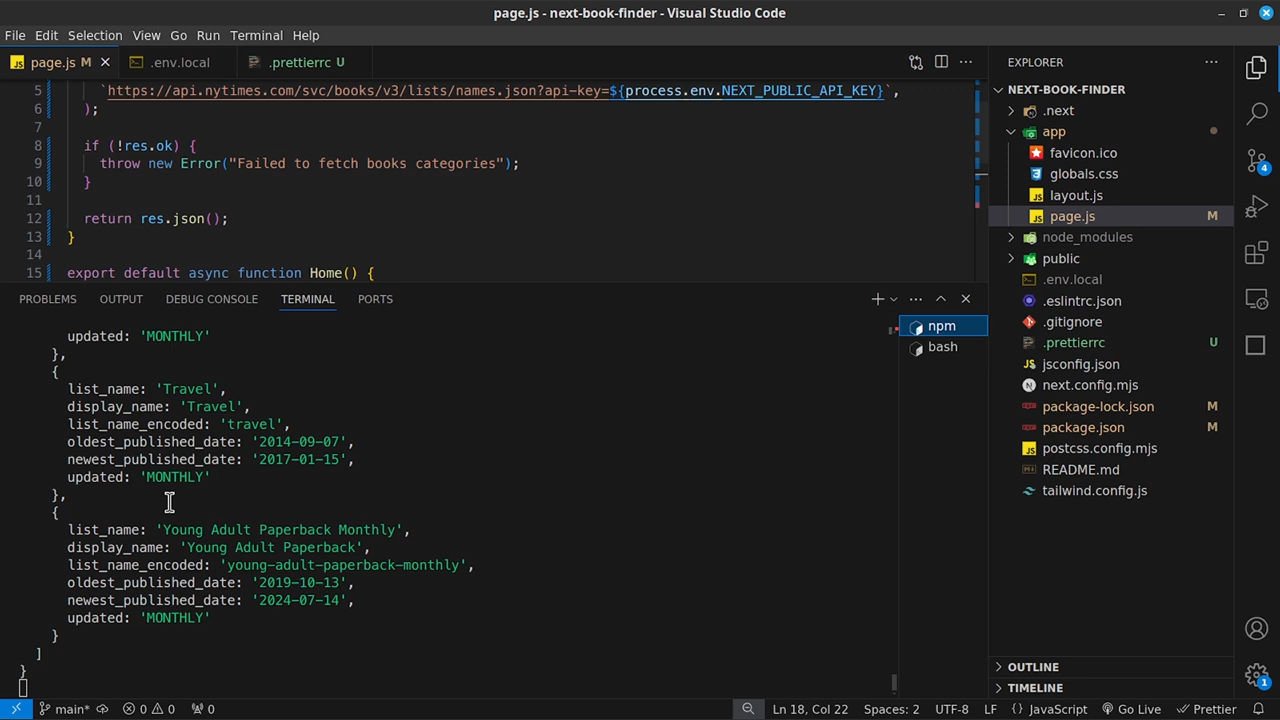 page.js - next-book-finder - Visual Studio Code
File Edit Selection View Go Run Terminal Help
page.js M
.env.local
.prettierrc U
5 `https://api.nytimes.com/svc/books/v3/lists/names.json?api-key=${process.env.NEXT_PUBLIC_API_KEY}`,
6 );
7
8 if (!res.ok) {
9 throw new Error("Failed to fetch books categories");
10 }
11
12 return res.json();
13 }
14
15 export default async function Home() {
PROBLEMS OUTPUT DEBUG CONSOLE TERMINAL PORTS
updated: 'MONTHLY'
},
{
list_name: 'Travel',
display_name: 'Travel',
list_name_encoded: 'travel',
oldest_published_date: '2014-09-07',
newest_published_date: '2017-01-15',
updated: 'MONTHLY'
},
{
list_name: 'Young Adult Paperback Monthly',
display_name: 'Young Adult Paperback',
list_name_encoded: 'young-adult-paperback-monthly',
oldest_published_date: '2019-10-13',
newest_published_date: '2024-07-14',
updated: 'MONTHLY'
}
]
}
npm
bash
EXPLORER
NEXT-BOOK-FINDER
.next
app
favicon.ico
globals.css
layout.js
page.js M
node_modules
public
.env.local
.eslintrc.json
.gitignore
.prettierrc U
jsconfig.json
next.config.mjs
package-lock.json M
package.json M
postcss.config.mjs
README.md
tailwind.config.js
OUTLINE
TIMELINE
4
1
main* 0 0 0 Ln 18, Col 22 Spaces: 2 UTF-8 LF {} JavaScript Go Live Prettier